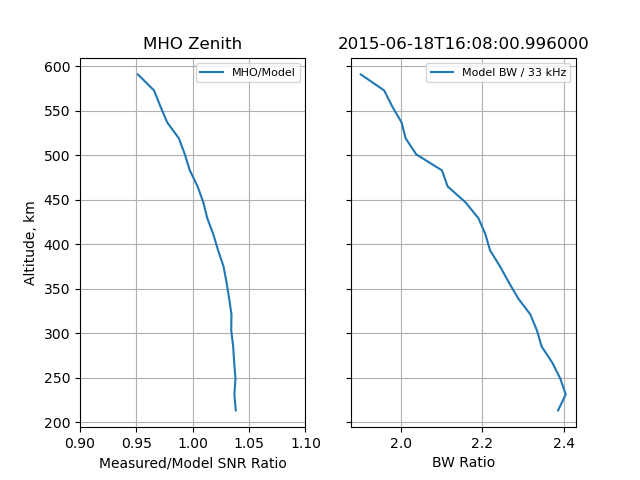 MHO Zenith
2015-06-18T16:08:00.996000
MHO/Model
Model BW / 33 kHz
Altitude, km
600
550
500
450
400
350
300
250
200
0.90 0.95 1.00 1.05 1.10
2.0 2.2 2.4
Measured/Model SNR Ratio
BW Ratio